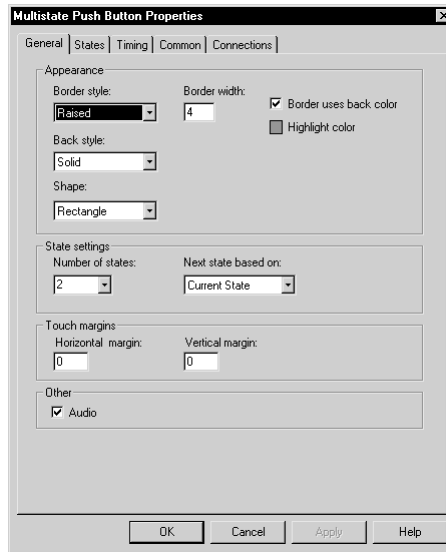 Multistate Push Button Properties
General States Timing Common Connections
Appearance
Border style: Border width:
Raised 4 Border uses back color
Highlight color
Back style:
Solid
Shape:
Rectangle
State settings
Number of states: Next state based on:
2 Current State
Touch margins
Horizontal margin: Vertical margin:
0 0
Other
Audio
OK Cancel Apply Help